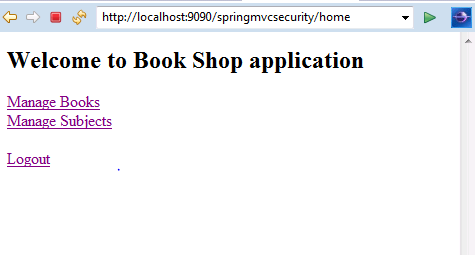 http://localhost:9090/springmvcsecurity/home
Welcome to Book Shop application
Manage Books
Manage Subjects
Logout